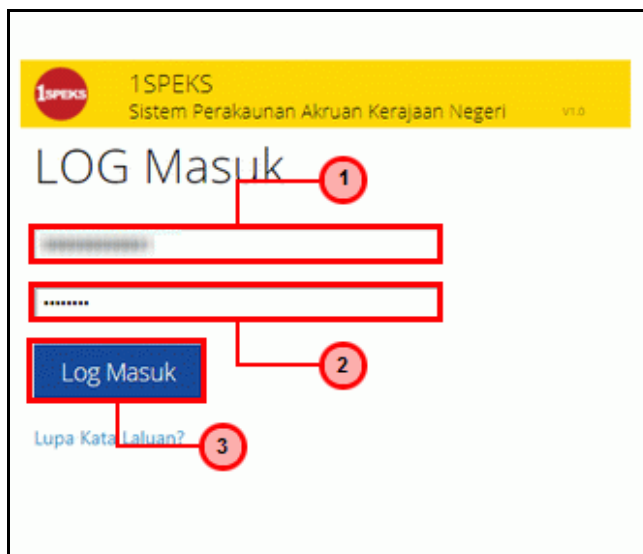 1SPEKS
1SPEKS
Sistem Perakaunan Akruan Kerajaan Negeri V1.0
LOG Masuk
1
2
Log Masuk
Lupa Kata Laluan?
3